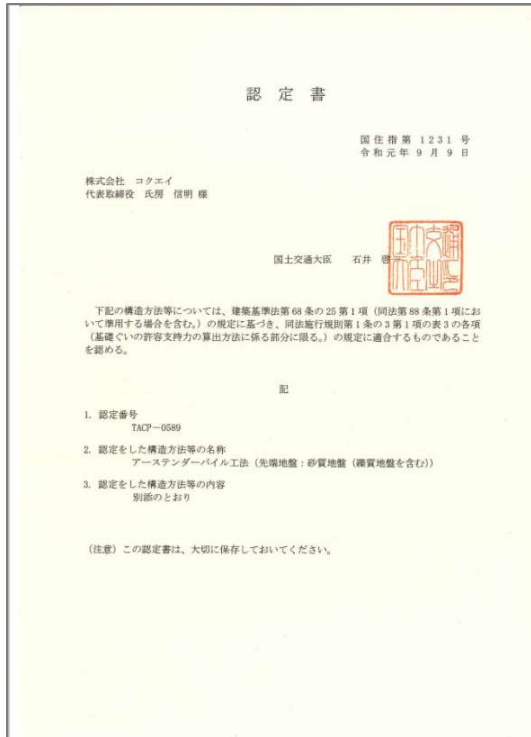 認定書
国住指第1231号
令和元年9月9日
株式会社 コクエイ
代表取締役 氏房 信明 様
国土交通大臣 石井 啓
下記の構造方法等については、建築基準法第68条の25第1項(同法第88条第1項にお
いて準用する場合を含む。)の規定に基づき、同法施行規則第1条の3第1項の表3の各項
(基礎ぐいの許容支持力の算出方法に係る部分に限る。)の規定に適合するものであること
を認める。
記
1. 認定番号
TACP-0589
2. 認定をした構造方法等の名称
アーステンダーパイル工法(先端地盤:砂質地盤(礫質地盤を含む))
3. 認定をした構造方法等の内容
別添のとおり
(注意)この認定書は、大切に保存しておいてください。